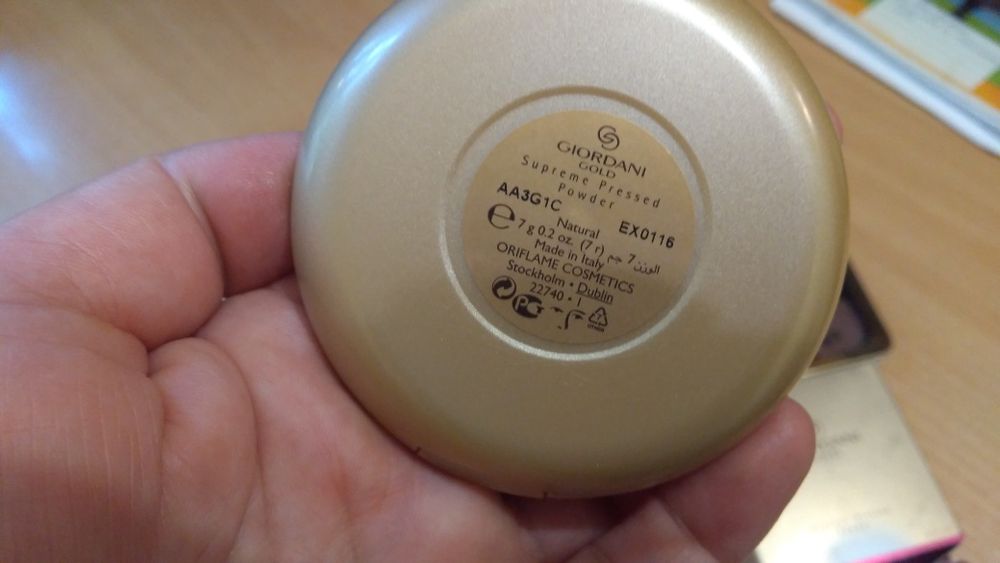 GIORDANI
GOLD
Supreme Pressed
Powder
AA3G1C
Natural
EX0116
e 7 g 0.2 oz. (7 г) الوزن 7 جم
Made in Italy
ORIFLAME COSMETICS
Stockholm • Dublin
22740 • 1